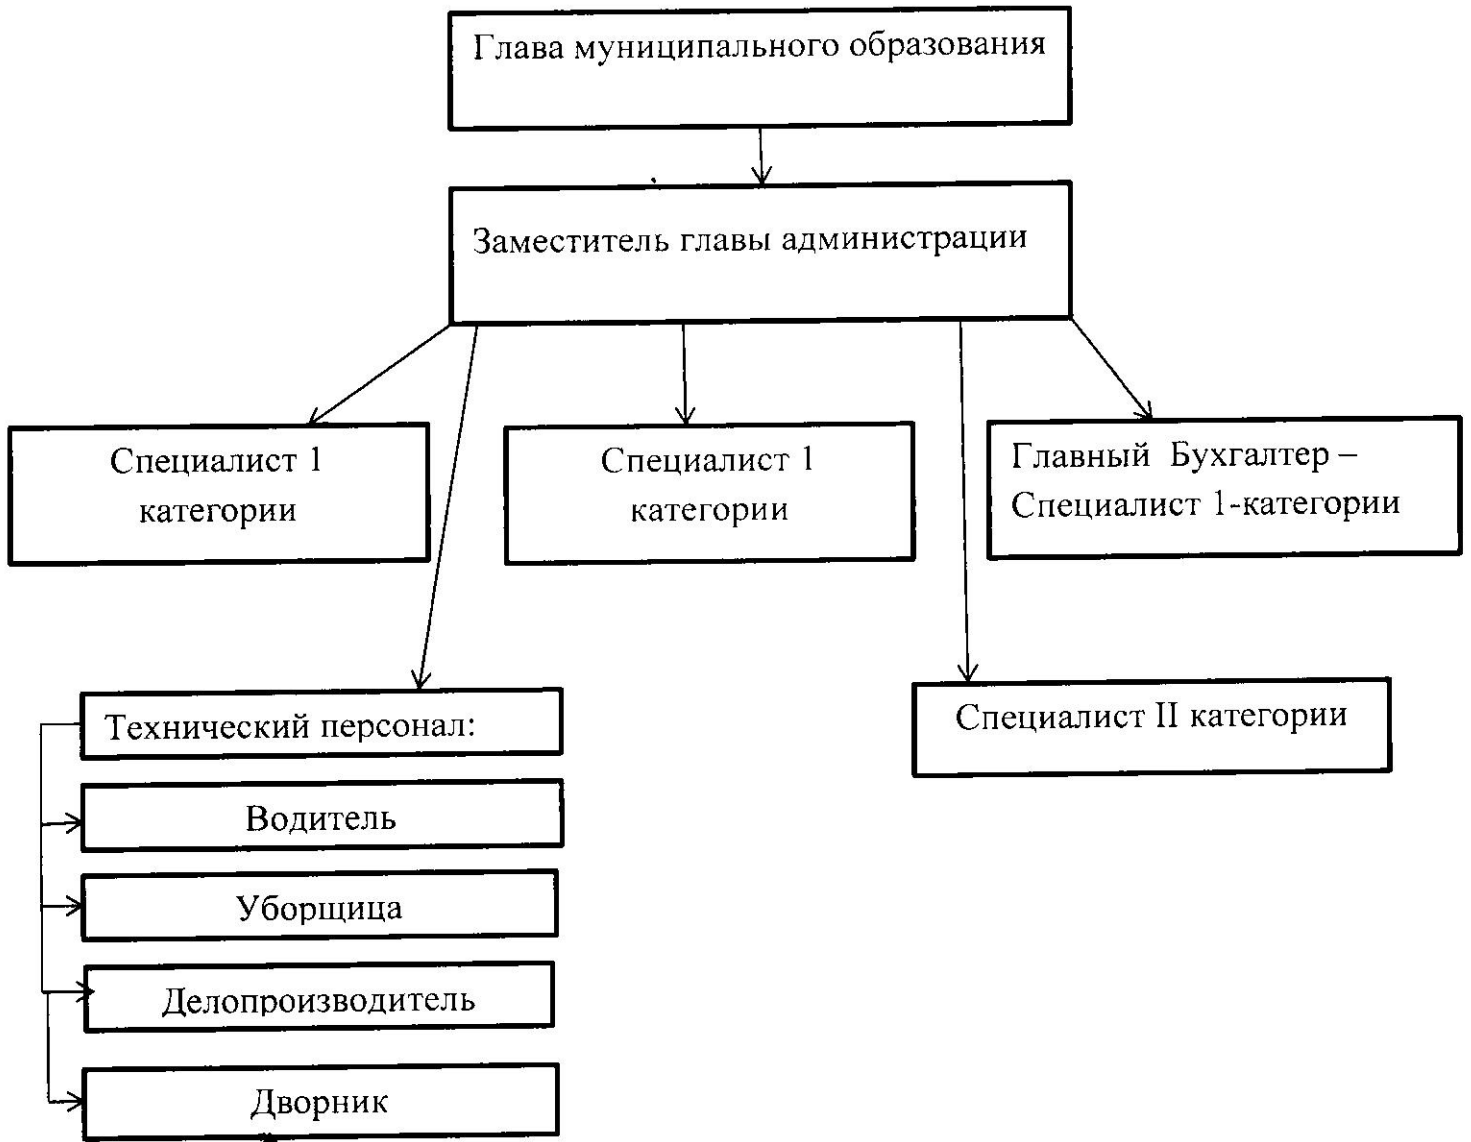 Глава муниципального образования
Заместитель главы администрации
Специалист 1
категории
Специалист 1
категории
Главный Бухгалтер –
Специалист 1-категории
Технический персонал:
Специалист II категории
Водитель
Уборщица
Делопроизводитель
Дворник